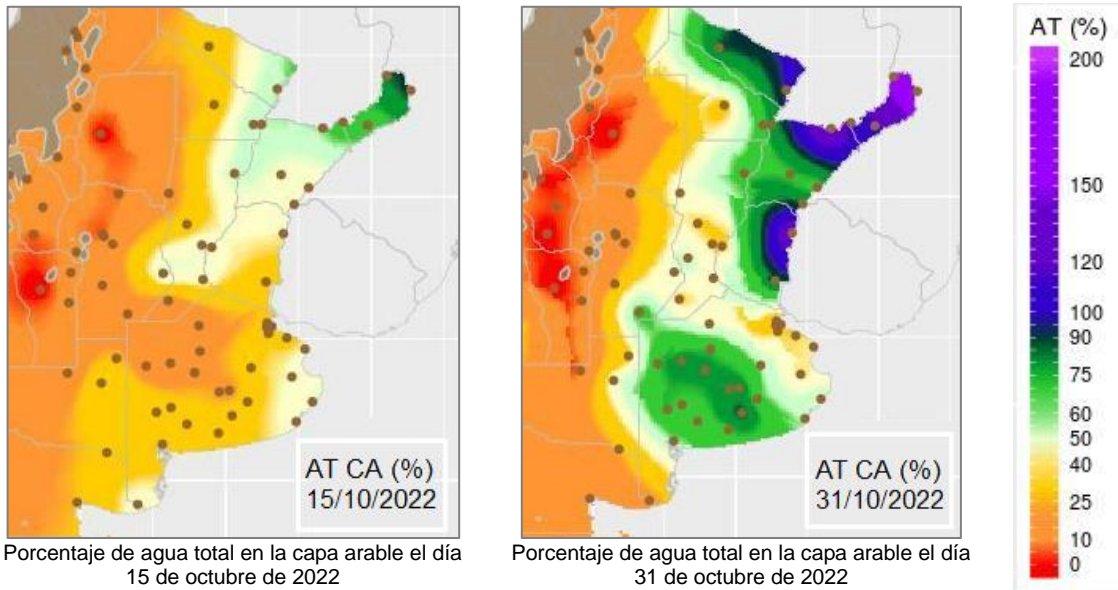 AT CA (%)
15/10/2022
Porcentaje de agua total en la capa arable el día
15 de octubre de 2022
AT CA (%)
31/10/2022
Porcentaje de agua total en la capa arable el día
31 de octubre de 2022
AT (%)
200
150
120
100
90
75
60
50
40
25
10
0